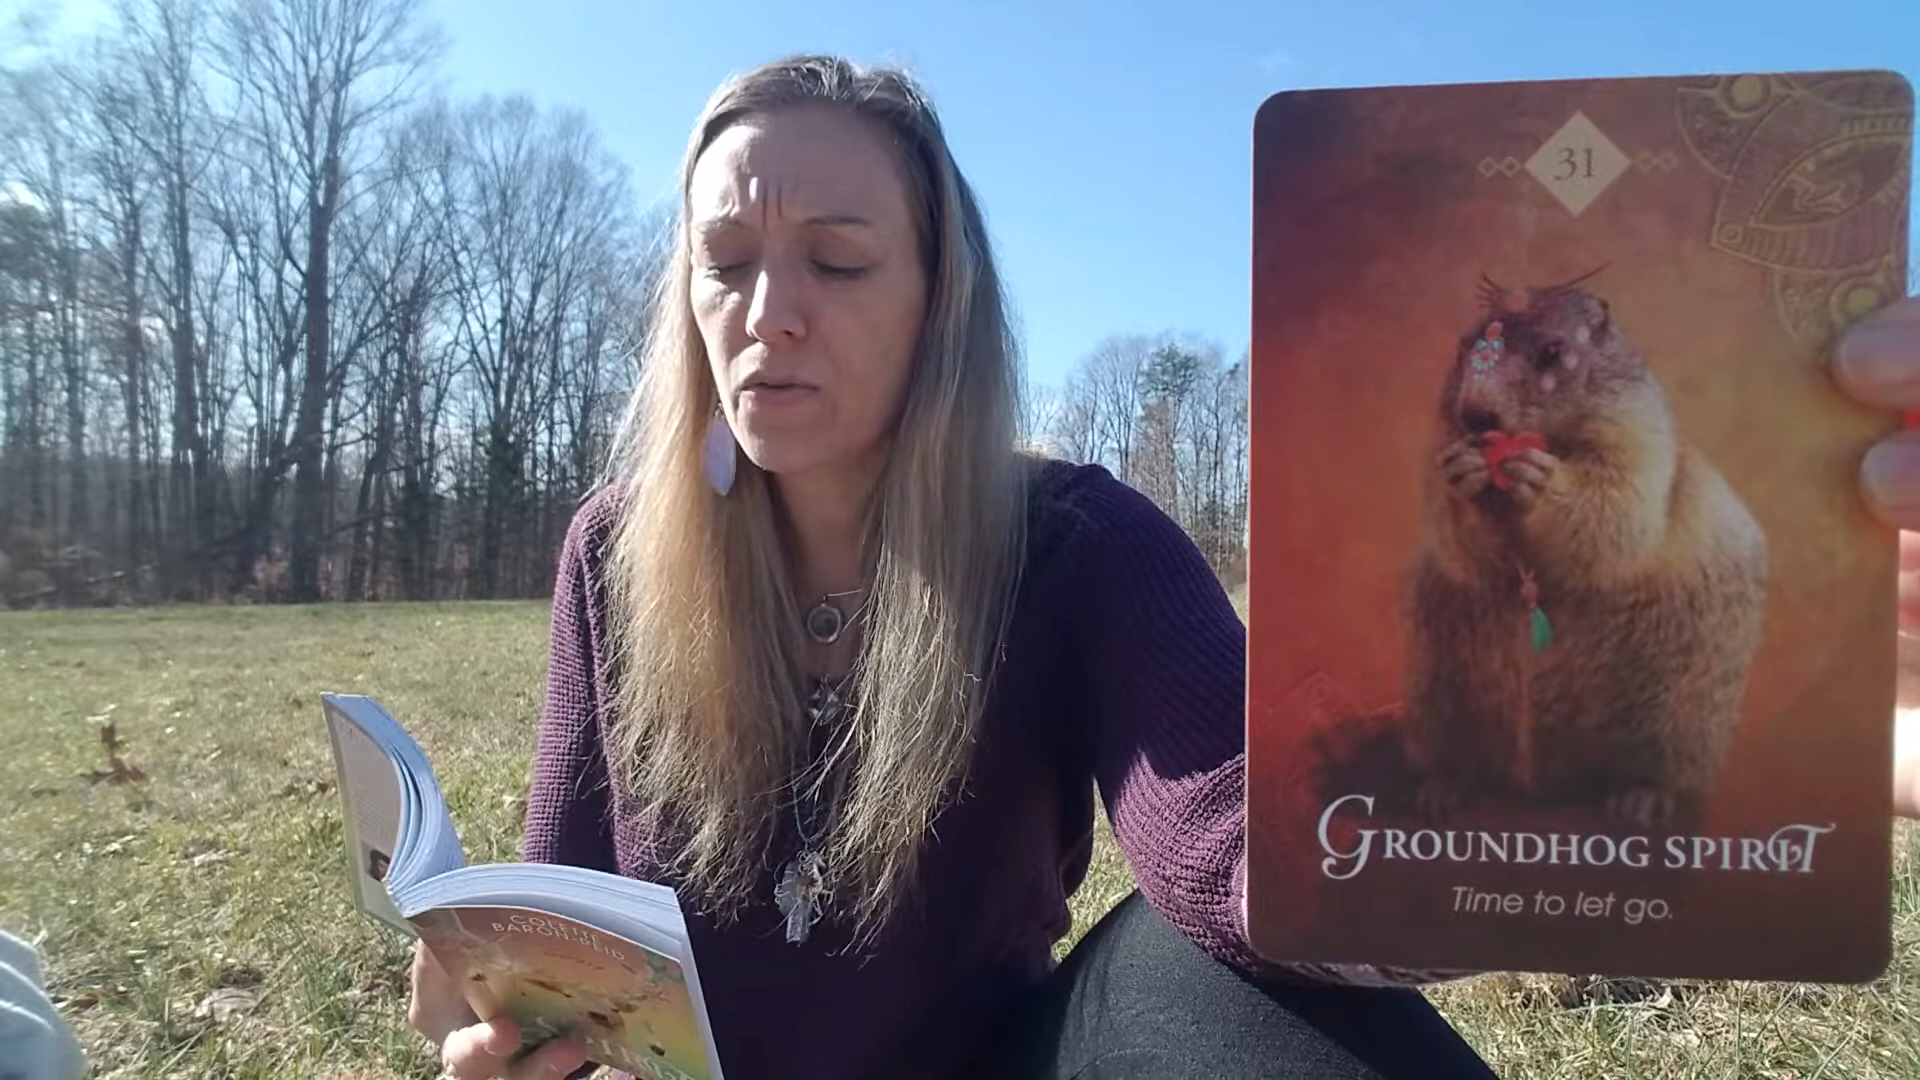 COLETTE
BARON-REID
31
GROUNDHOG SPIRIT
Time to let go.